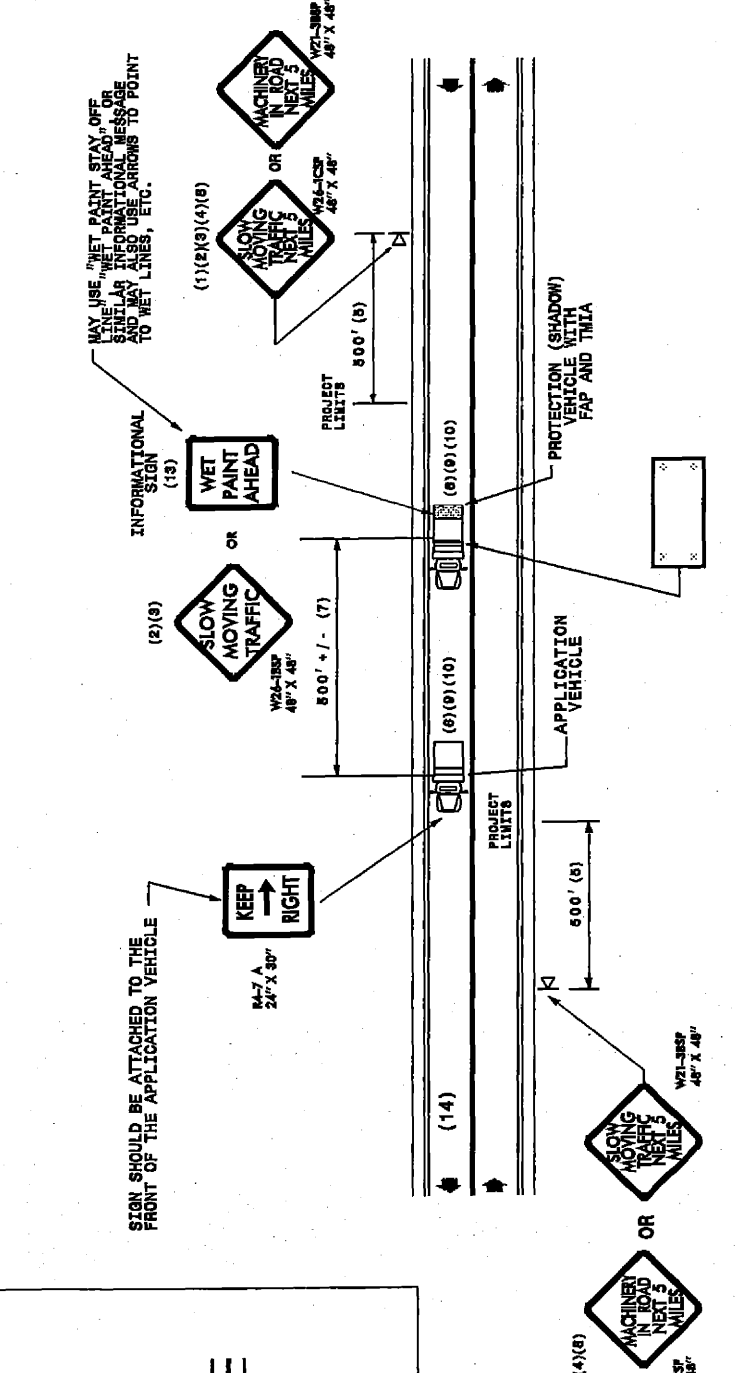 MAY USE "WET PAINT STAY OFF
LINE" "WET PAINT AHEAD", OR
SIMILAR INFORMATIONAL MESSAGE
AND MAY ALSO USE ARROWS TO POINT
TO WET LINES, ETC.
(1)(2)(3)(4)(8)
SLOW
MOVING
TRAFFIC
NEXT 5
MILES
W26-1CSP
48" X 48"
OR
MACHINERY
IN ROAD
NEXT 5
MILES
W21-3BSP
48" X 48"
INFORMATIONAL
SIGN
(13)
WET
PAINT
AHEAD
OR
(2)(3)
SLOW
MOVING
TRAFFIC
W26-1BSP
48" X 48"
500' (5)
PROJECT
LIMITS
500' +/- (7)
(6)(9)(10)
(6)(9)(10)
PROTECTION (SHADOW)
VEHICLE WITH
FAP AND TMIA
APPLICATION
VEHICLE
SIGN SHOULD BE ATTACHED TO THE
FRONT OF THE APPLICATION VEHICLE
KEEP
RIGHT
R4-7 A
24" X 30"
PROJECT
LIMITS
500' (5)
(14)
SLOW
MOVING
TRAFFIC
NEXT 5
MILES
W21-3BSP
48" X 48"
OR
MACHINERY
IN ROAD
NEXT 5
MILES
(4)(8)
SP
48"